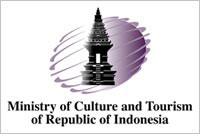 Ministry of Culture and Tourism
of Republic of Indonesia